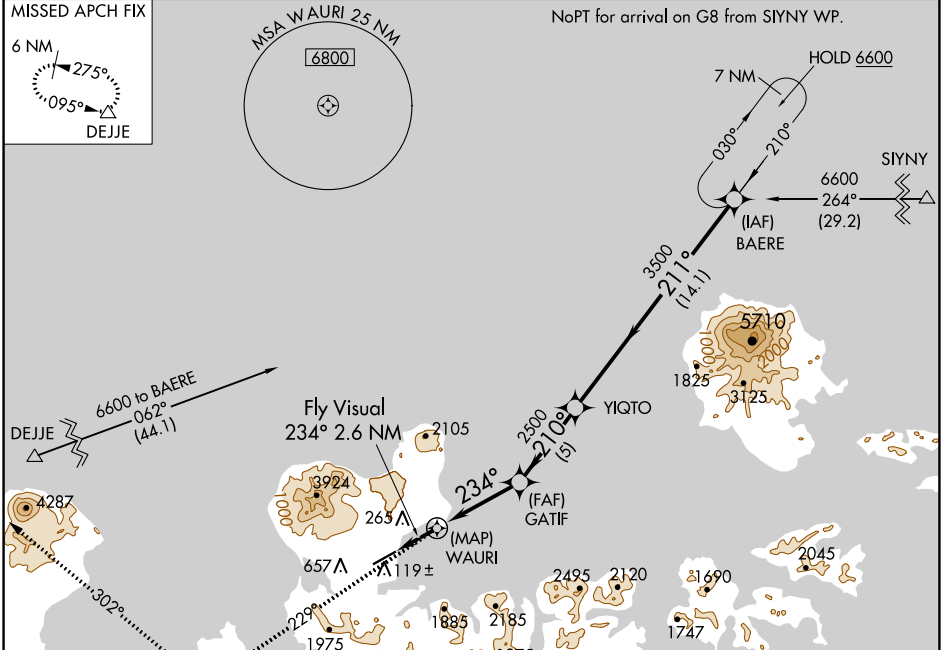 MISSED APCH FIX
6 NM
275°
095°
DEJJE
MSA WAURI 25 NM
6800
NoPT for arrival on G8 from SIYNY WP.
HOLD 6600
7 NM
030°
210°
SIYNY
6600
264°
(29.2)
(IAF)
BAERE
3500
211°
(14.1)
5710
1000
2000
1825
3125
6600 to BAERE
062°
(44.1)
DEJJE
Fly Visual
234° 2.6 NM
2105
YIQTO
2500
210°
(5)
234°
(FAF)
GATIF
3924
1000
265
4287
(MAP)
WAURI
657
119±
2045
2495
2120
1690
302°
229°
1975
1885
2185
1747